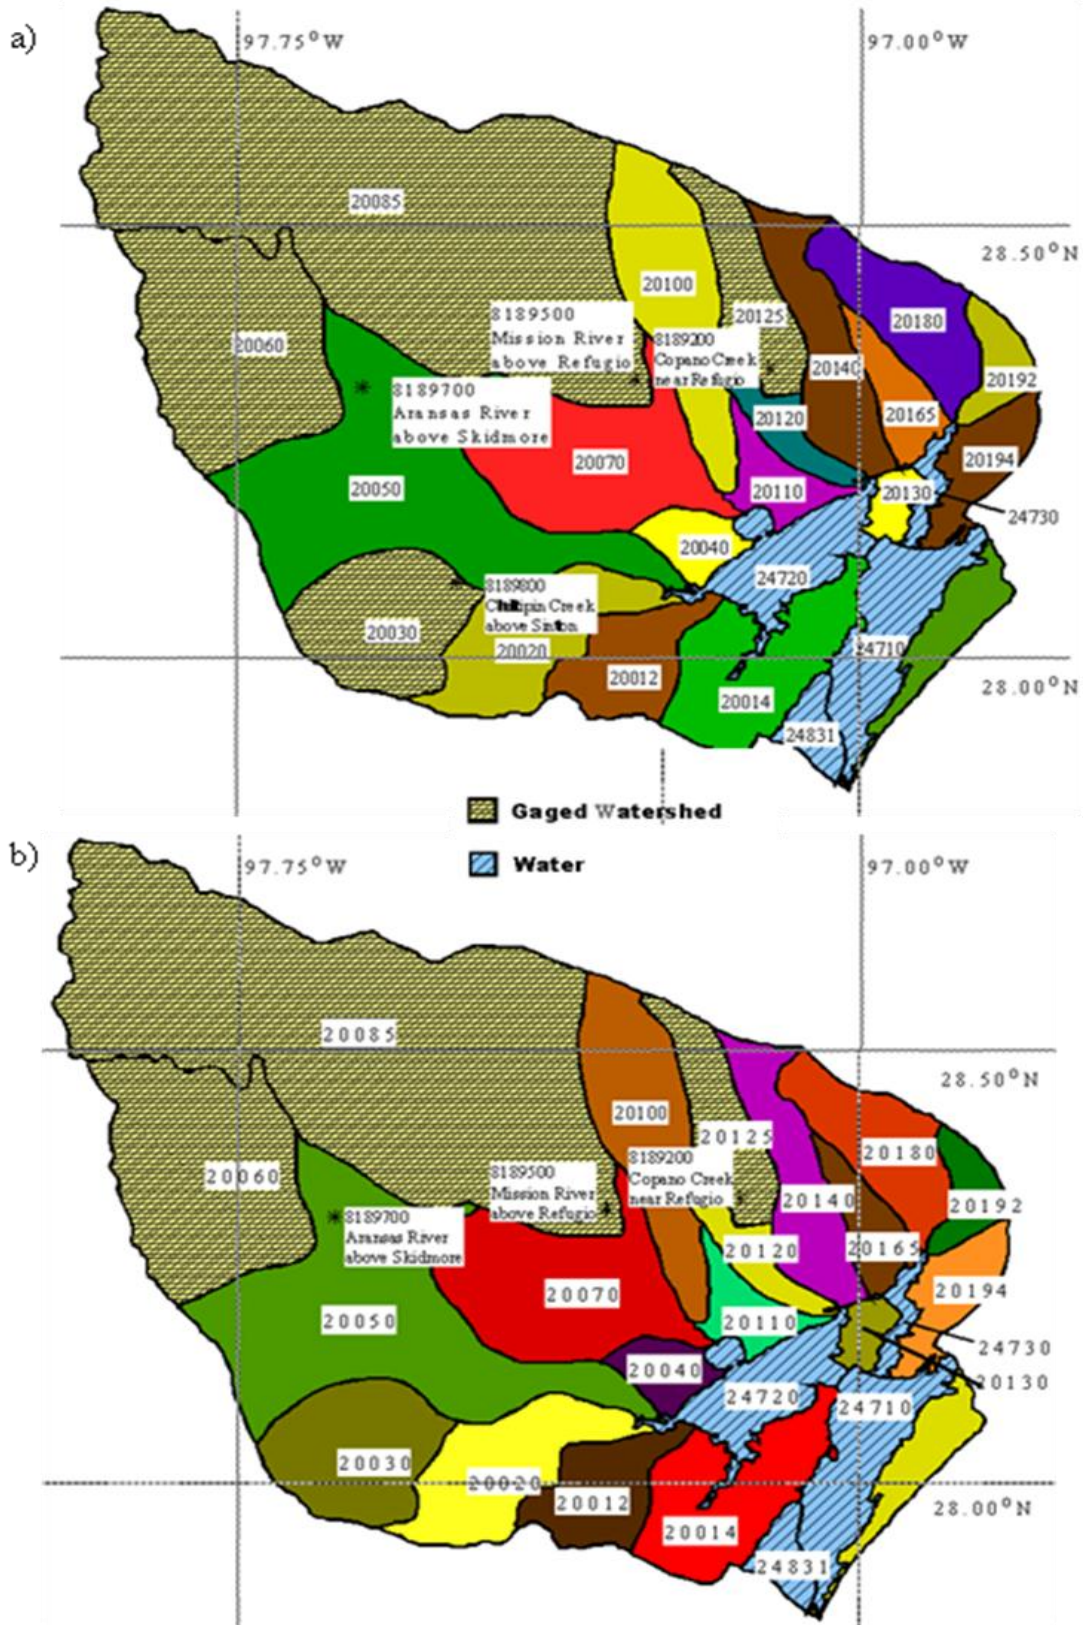 a)
97.75°W
97.00°W
20085
28.50°N
20100
8189500
Mission River
above Refugio
20125
20180
8189200
Copano Creek
near Refugio
20060
20140
20192
8189700
Aransas River
above Skidmore
20165
20120
20070
20194
20050
20110
20130
24730
20040
24720
8189800
Chiltipin Creek
above Sinton
20030
20020
24710
20012
28.00°N
20014
24831
Gaged Watershed
Water
b)
97.75°W
97.00°W
20085
28.50°N
20100
20125
20180
8189500
Mission River
above Refugio
8189200
Copano Creek
near Refugio
20060
20140
20192
8189700
Aransas River
above Skidmore
20120
20165
20070
20194
20050
20110
24730
20040
20130
24720
24710
20030
20020
20012
28.00°N
20014
24831